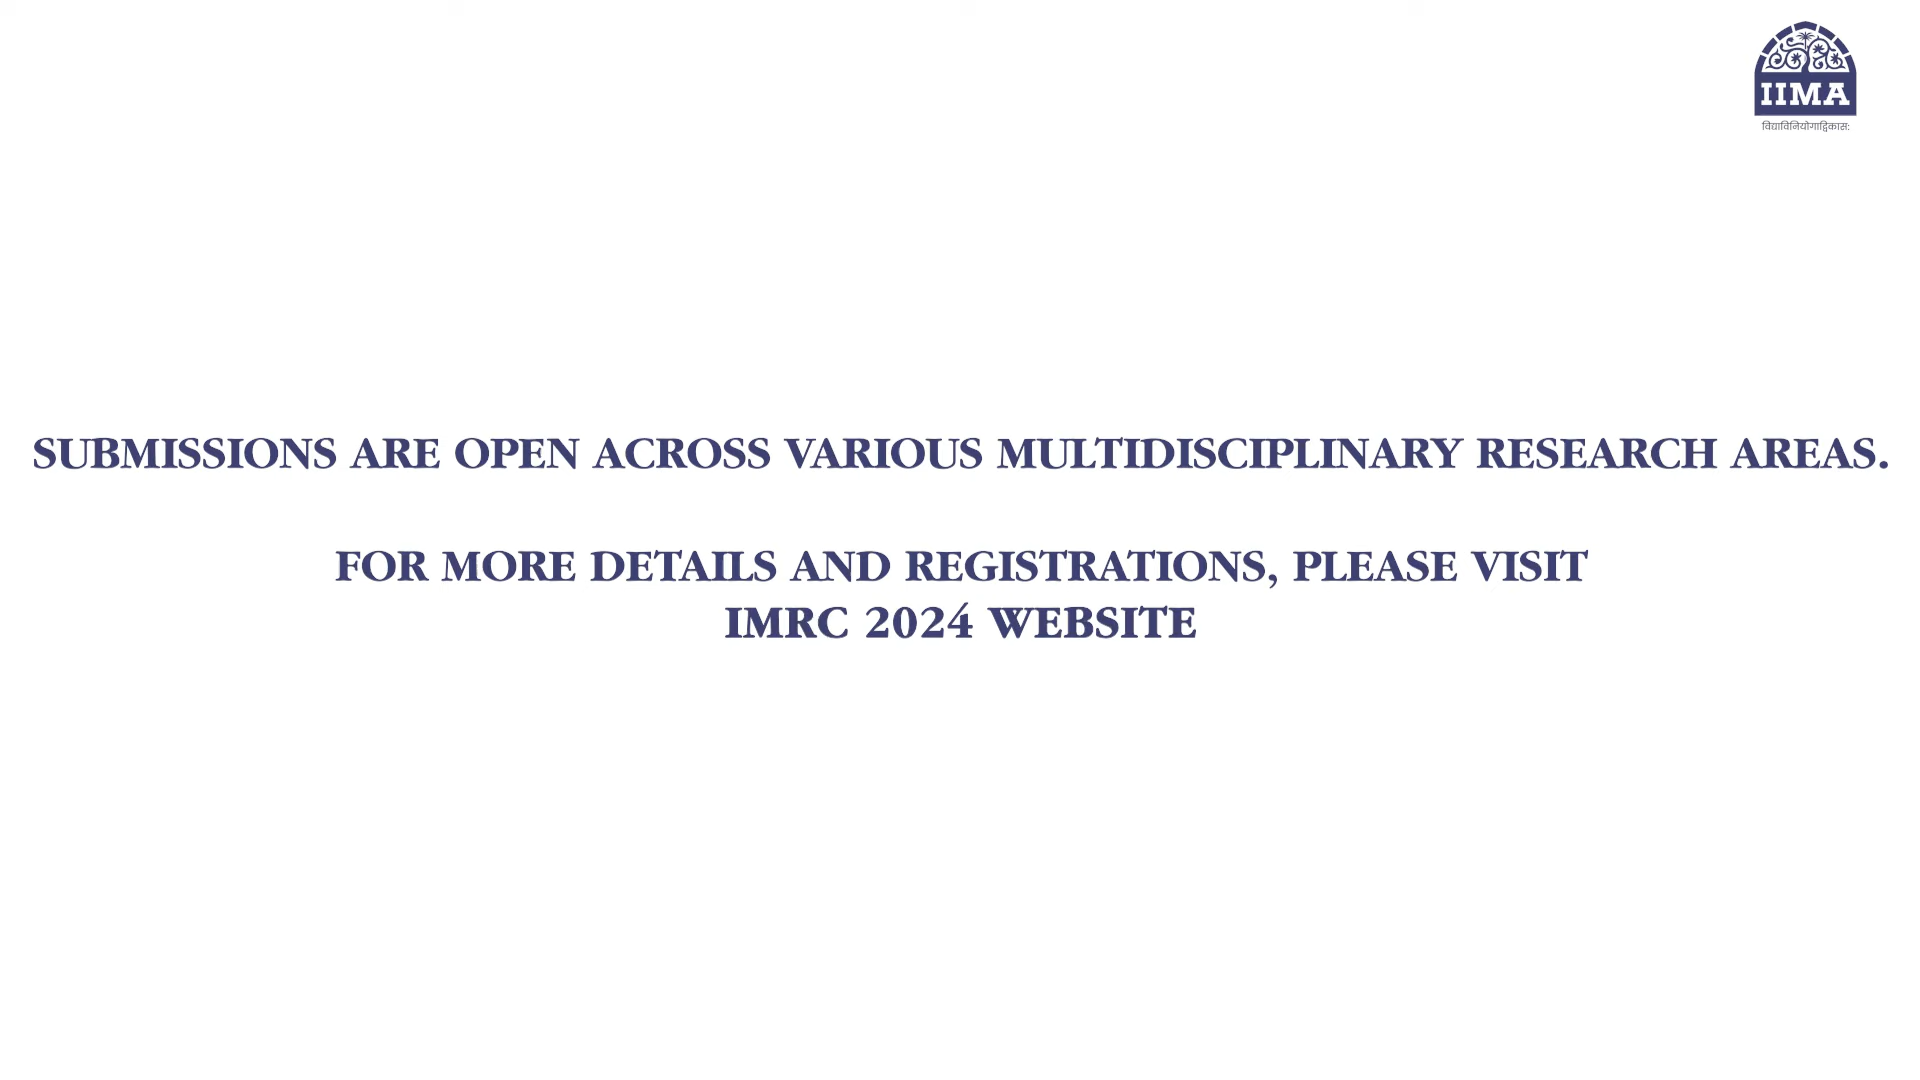 IIMA
विद्याविनियोगाद्विकास:
SUBMISSIONS ARE OPEN ACROSS VARIOUS MULTIDISCIPLINARY RESEARCH AREAS.
FOR MORE DETAILS AND REGISTRATIONS, PLEASE VISIT
IMRC 2024 WEBSITE